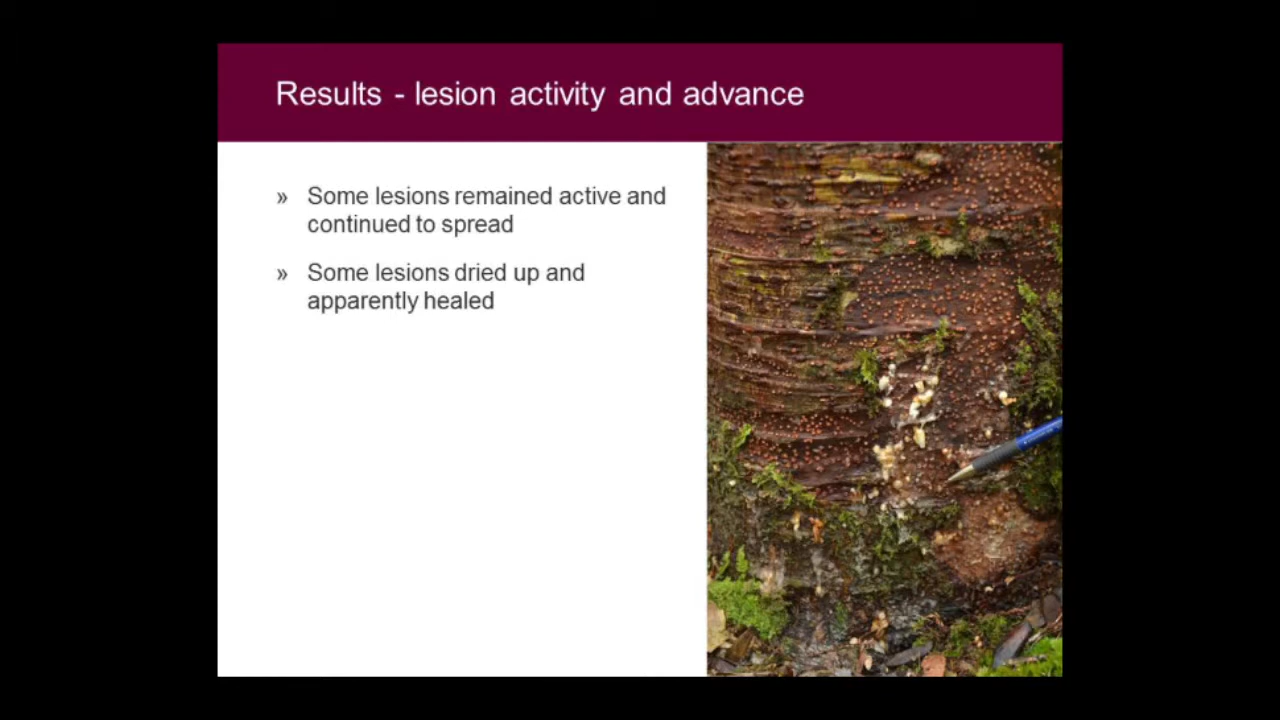 Results - lesion activity and advance
» Some lesions remained active and
continued to spread
» Some lesions dried up and
apparently healed